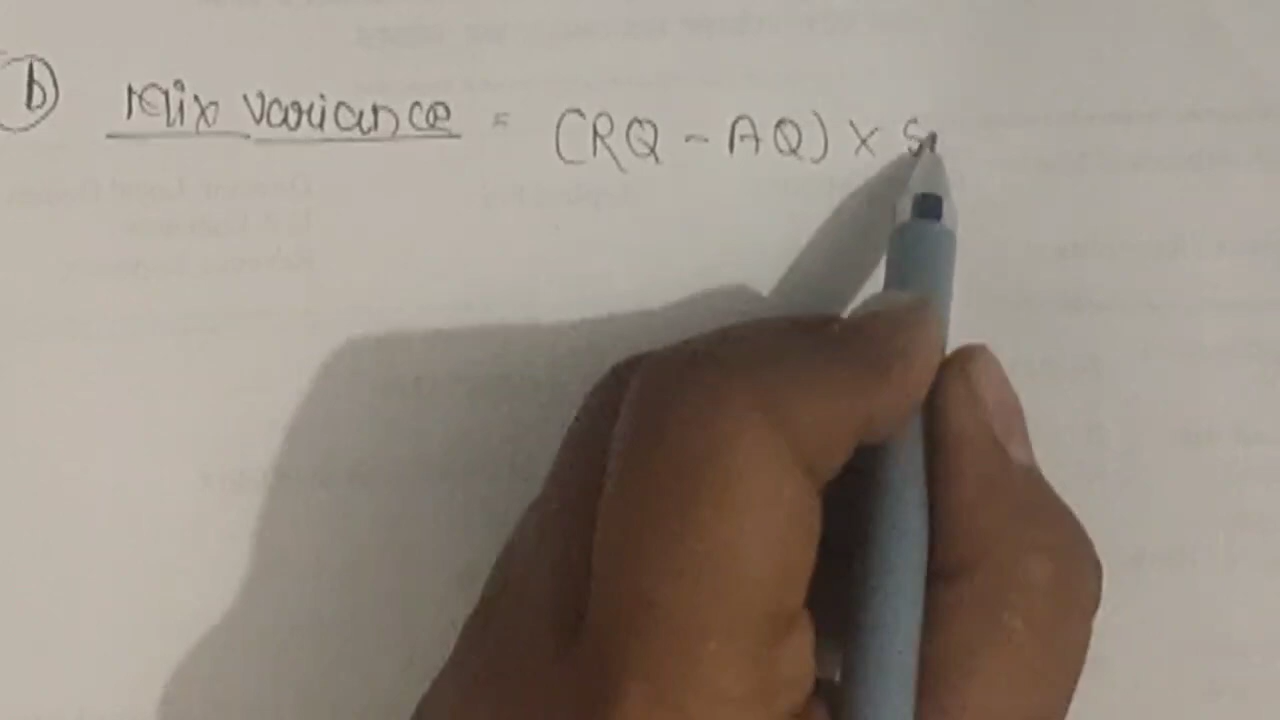 b Mix variance = (RQ - AQ) x S